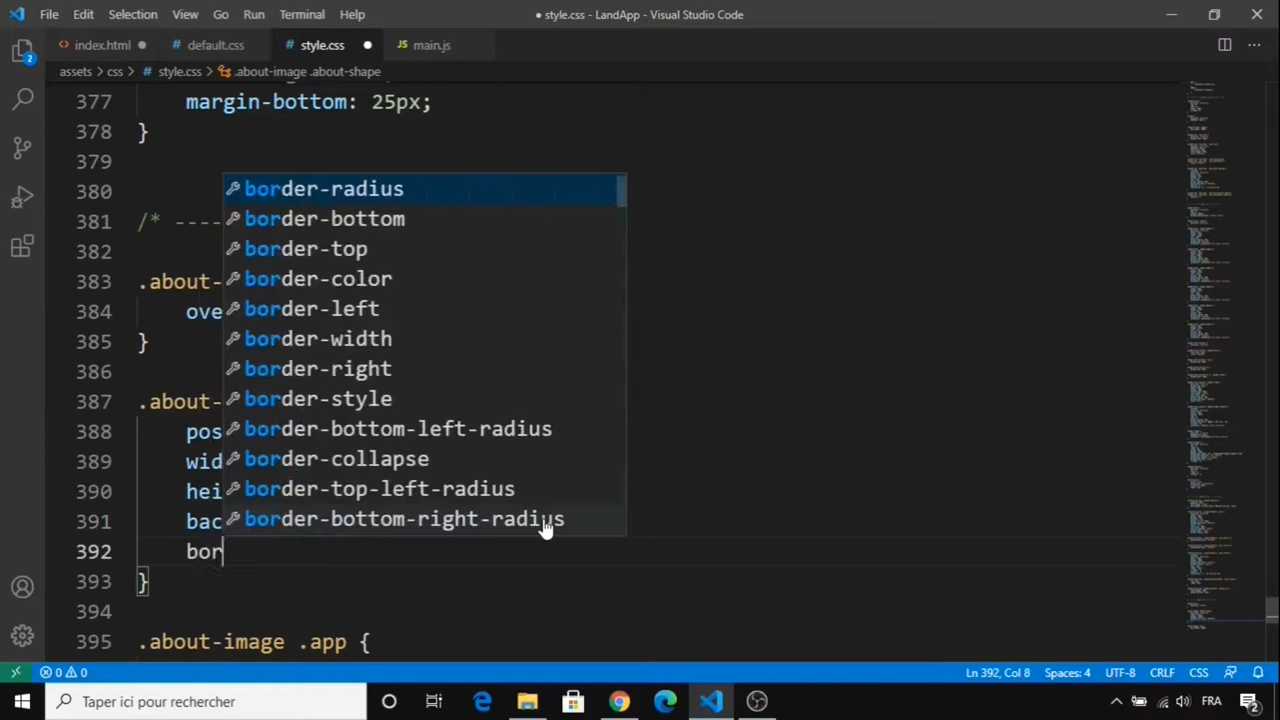 File Edit Selection View Go Run Terminal Help
● style.css - LandApp - Visual Studio Code
index.html default.css style.css main.js
assets > css > style.css > .about-image .about-shape
377 margin-bottom: 25px;
378 }
379
380
381 /* ----
382
383 .about-
384 ove
385 }
386
387 .about-
388 pos
389 wid
390 hei
391 bac
392 bor
393 }
394
395 .about-image .app {
border-radius
border-bottom
border-top
border-color
border-left
border-width
border-right
border-style
border-bottom-left-radius
border-collapse
border-top-left-radius
border-bottom-right-radius
2
0 0
Ln 392, Col 8 Spaces: 4 UTF-8 CRLF CSS
Taper ici pour rechercher
FRA
2